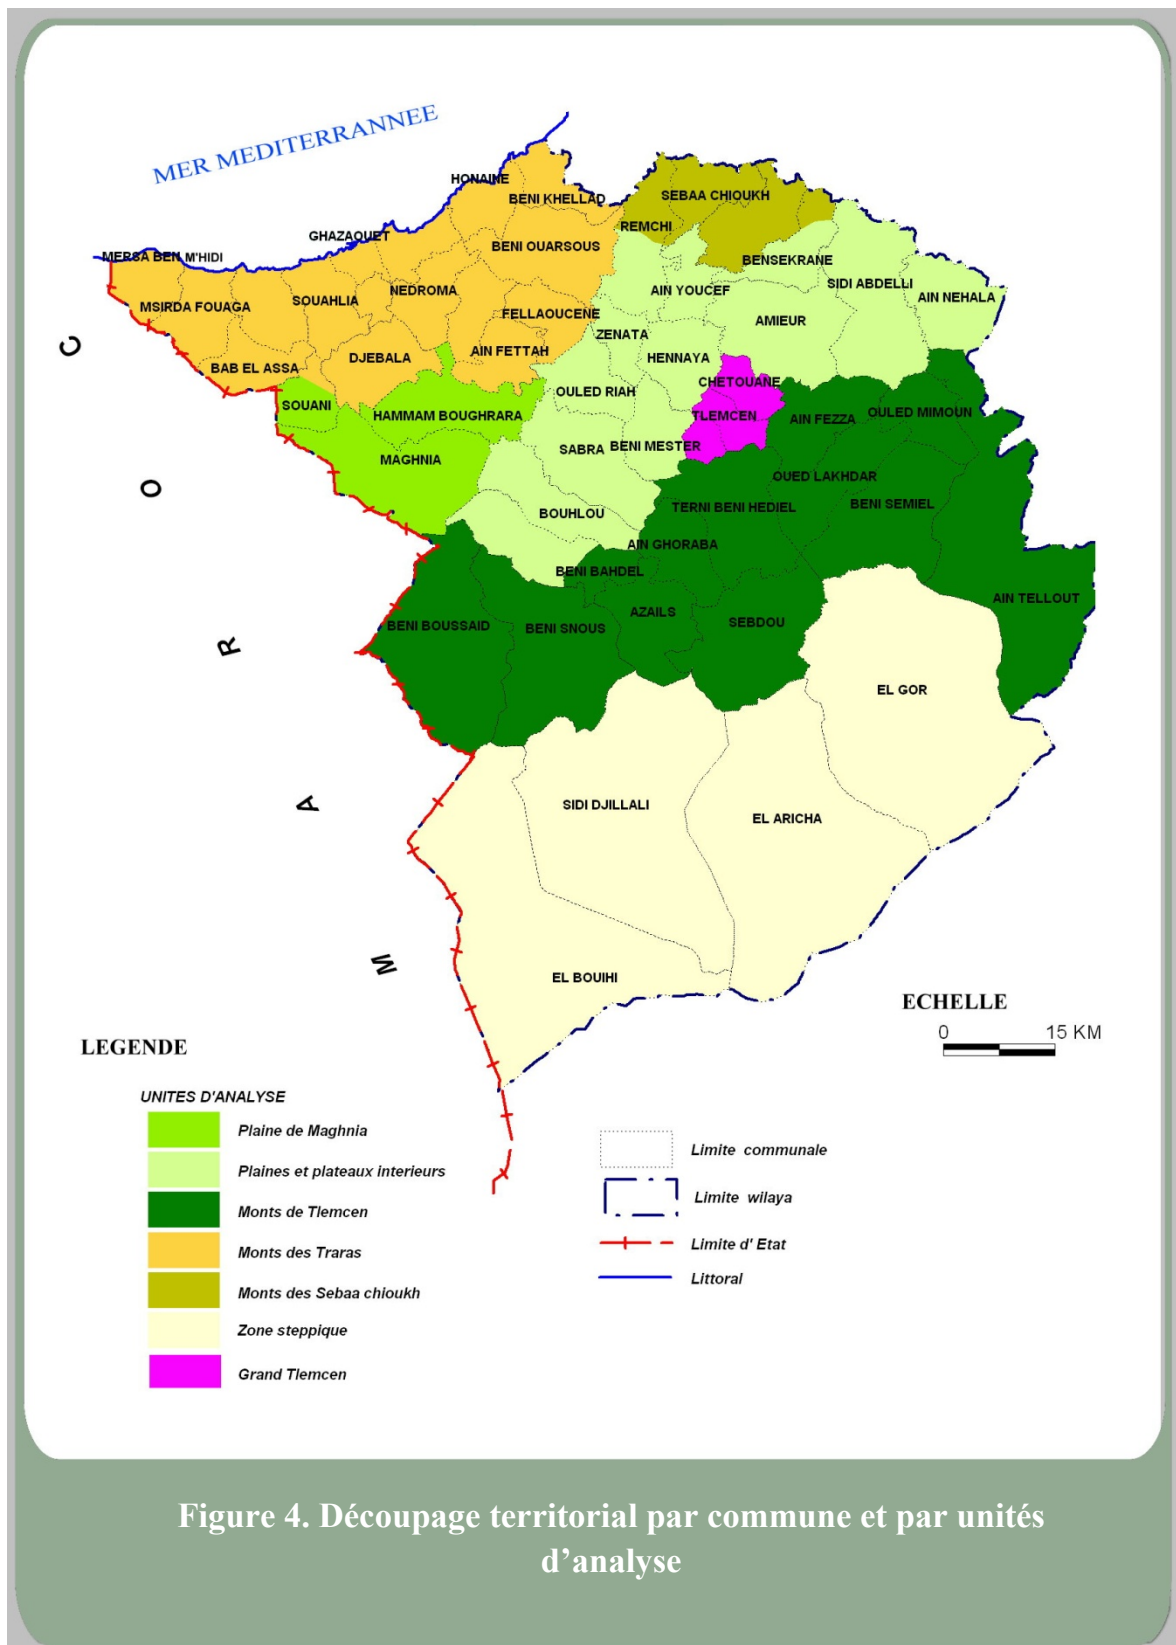 MER MEDITERRANNEE
HONAINE
BENI KHELLAD
SEBAA CHIOUKH
REMCHI
GHAZAOUET
BENI OUARSOUS
MERSA BEN M'HIDI
BENSEKRANE
SIDI ABDELLI
AIN YOUCEF
NEDROMA
AIN NEHALA
SOUAHLIA
MSIRDA FOUAGA
FELLAOUCENE
AMIEUR
ZENATA
AIN FETTAH
DJEBALA
HENNAYA
BAB EL ASSA
CHETOUANE
OULED RIAH
SOUANI
HAMMAM BOUGHRARA
TLEMCEN
AIN FEZZA
OULED MIMOUN
SABRA
BENI MESTER
MAGHNIA
OUED LAKHDAR
TERNI BENI HEDIEL
BENI SEMIEL
BOUHLOU
AIN GHORABA
BENI BAHDEL
AIN TELLOUT
BENI BOUSSAID
BENI SNOUS
AZAILS
SEBDOU
EL GOR
SIDI DJILLALI
EL ARICHA
EL BOUIHI
M A R O C
ECHELLE
0 15 KM
LEGENDE
UNITES D'ANALYSE
Plaine de Maghnia
Plaines et plateaux interieurs
Monts de Tlemcen
Monts des Traras
Monts des Sebaa chioukh
Zone steppique
Grand Tlemcen
Limite communale
Limite wilaya
Limite d' Etat
Littoral
Figure 4. Découpage territorial par commune et par unités
d’analyse